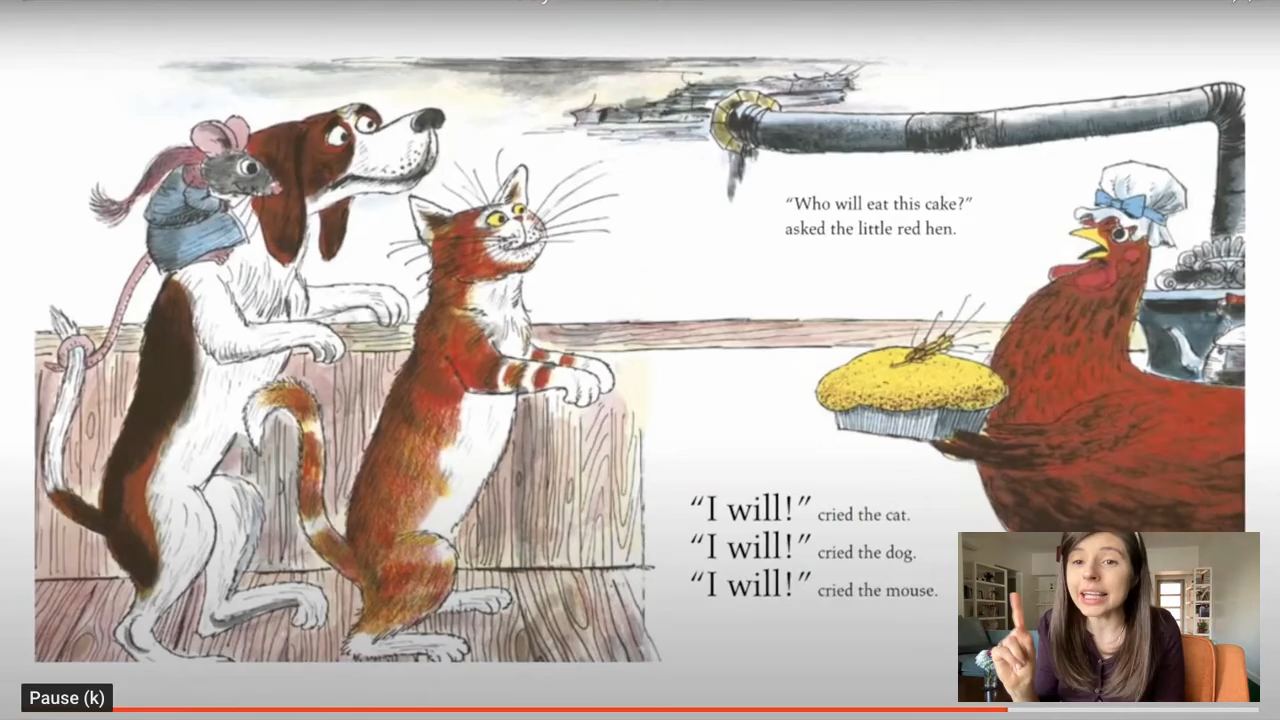 “Who will eat this cake?”
asked the little red hen.
“I will!” cried the cat.
“I will!” cried the dog.
“I will!” cried the mouse.
Pause (k)